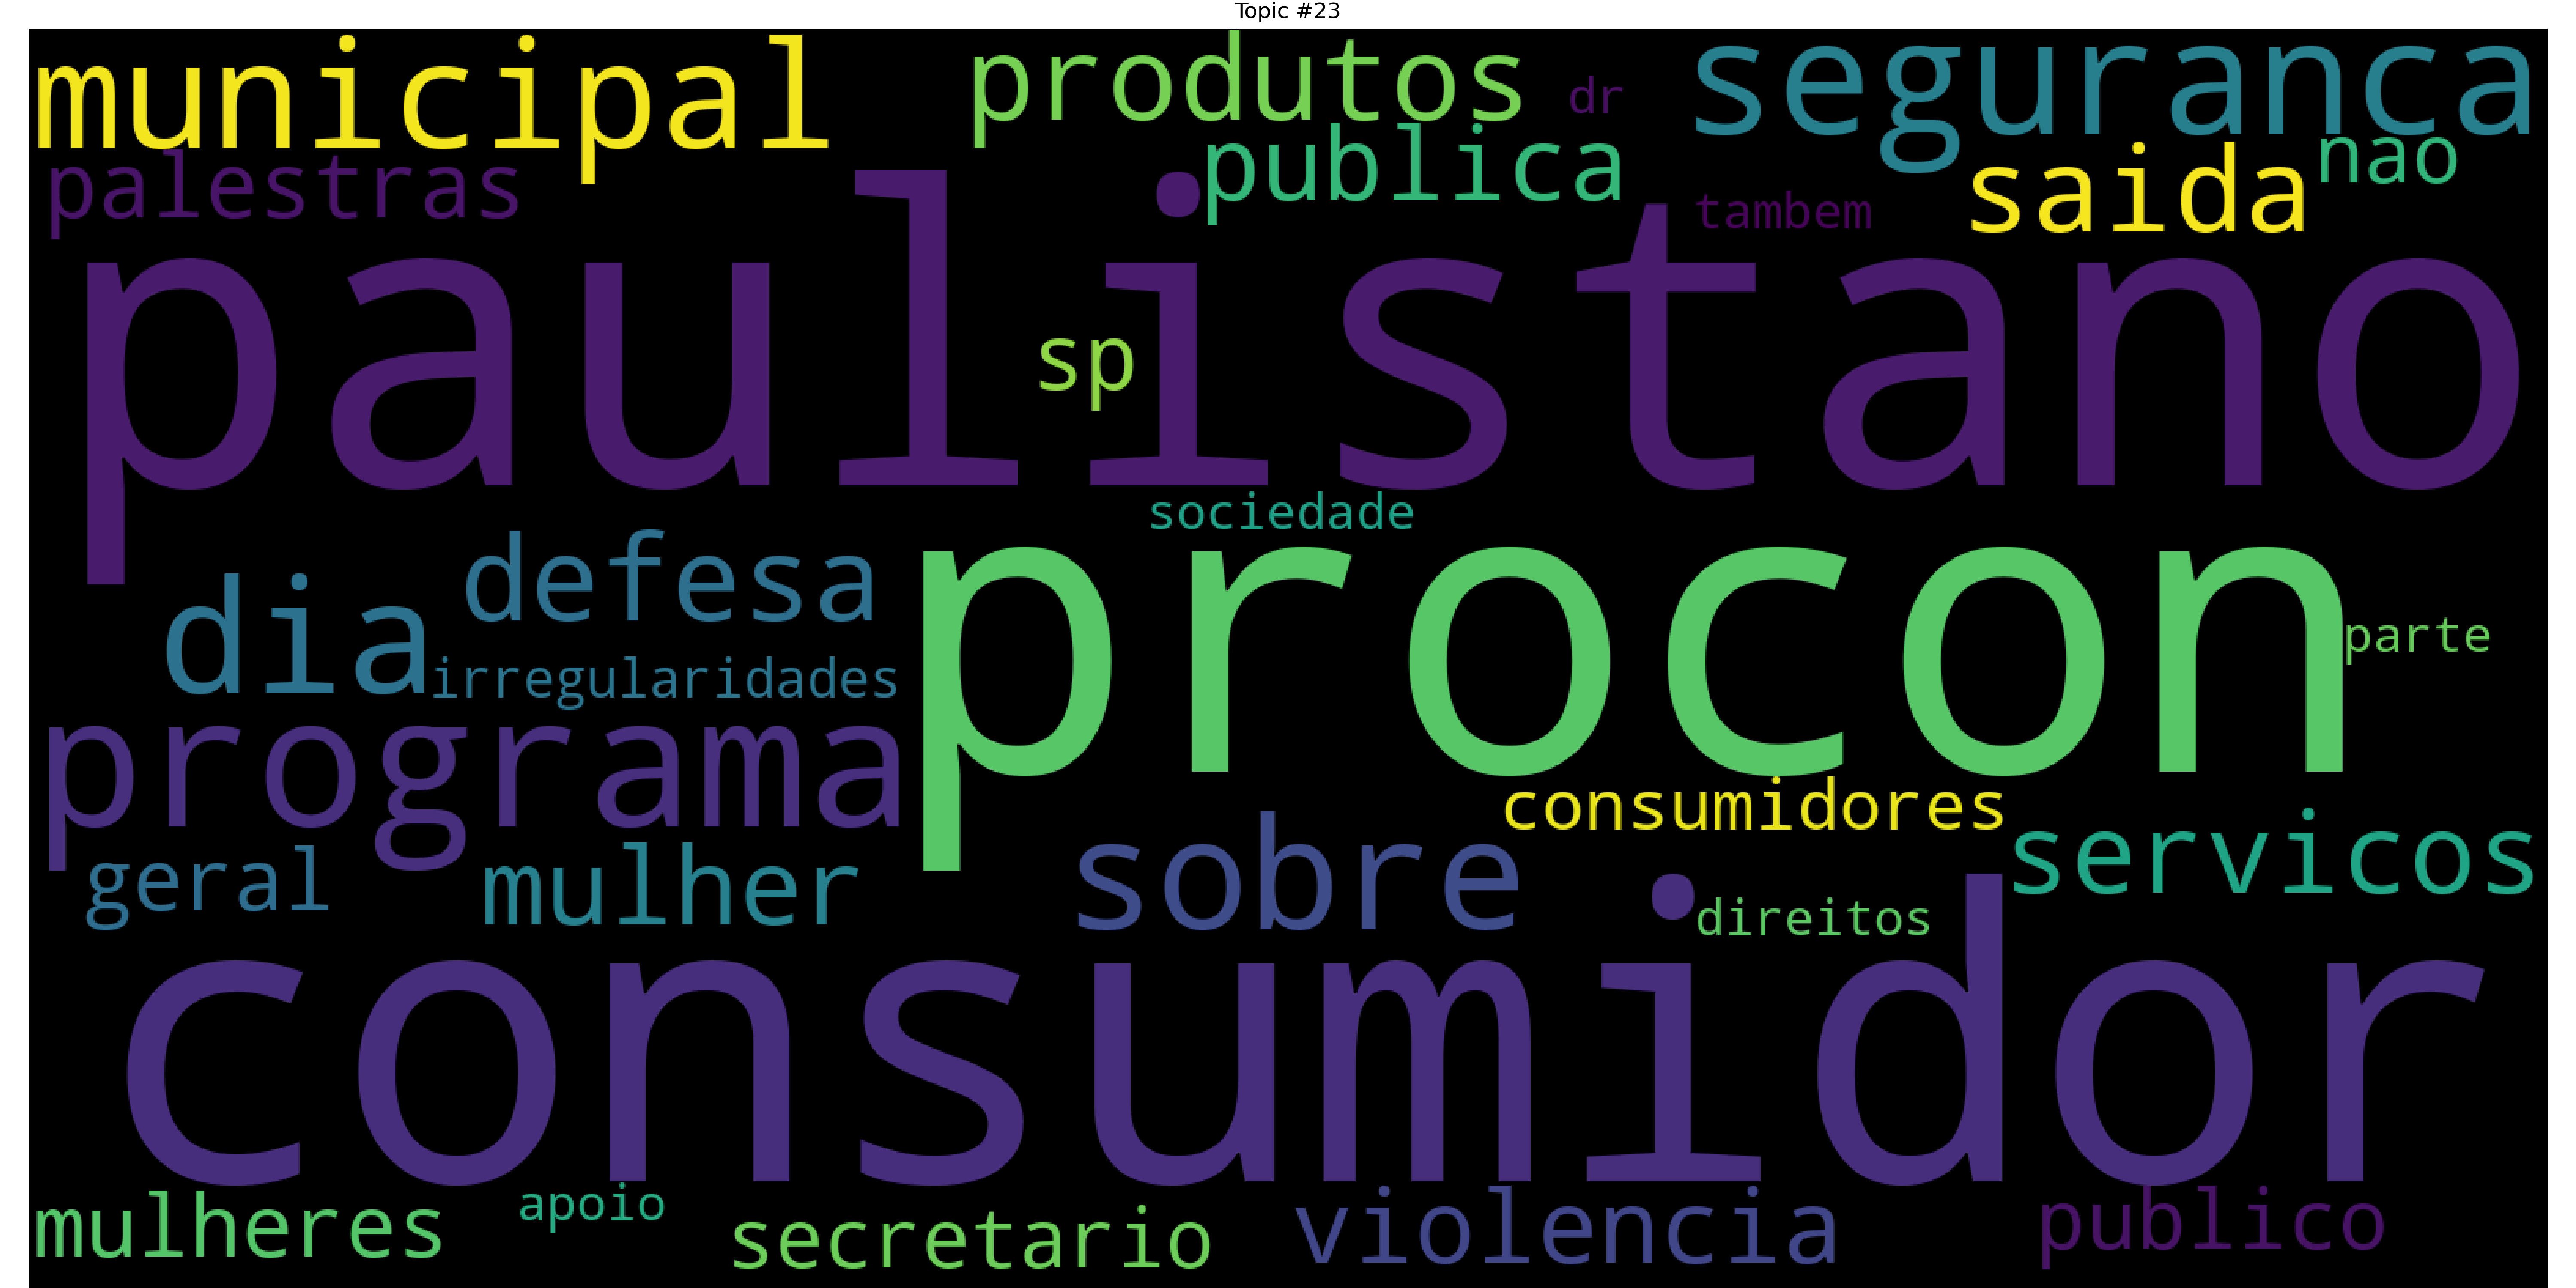 Topic #23
municipal
produtos
dr
seguranca
palestras
publica
tambem
saida
nao
paulistano
sp
sociedade
defesa
procon
dia
irregularidades
parte
programa
consumidores
geral
mulher
sobre
servicos
direitos
consumidor
mulheres
apoio
secretario
violencia
publico